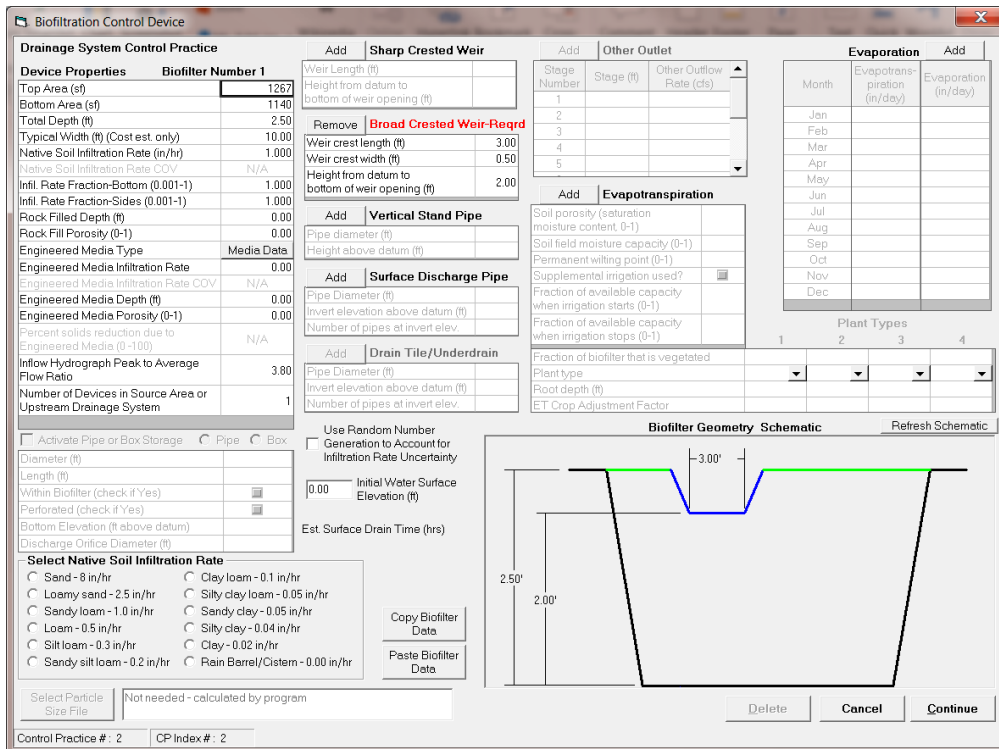 Biofiltration Control Device
X
Drainage System Control Practice
Device Properties Biofilter Number 1
Top Area (sf) 1267
Bottom Area (sf) 1140
Total Depth (ft) 2.50
Typical Width (ft) (Cost est. only) 10.00
Native Soil Infiltration Rate (in/hr) 1.000
Native Soil Infiltration Rate COV N/A
Infil. Rate Fraction-Bottom (0.001-1) 1.000
Infil. Rate Fraction-Sides (0.001-1) 1.000
Rock Filled Depth (ft) 0.00
Rock Fill Porosity (0-1) 0.00
Engineered Media Type Media Data
Engineered Media Infiltration Rate 0.00
Engineered Media Infiltration Rate COV N/A
Engineered Media Depth (ft) 0.00
Engineered Media Porosity (0-1) 0.00
Percent solids reduction due to
Engineered Media (0 -100) N/A
Inflow Hydrograph Peak to Average
Flow Ratio 3.80
Number of Devices in Source Area or
Upstream Drainage System 1
Activate Pipe or Box Storage Pipe Box
Diameter (ft)
Length (ft)
Within Biofilter (check if Yes)
Perforated (check if Yes)
Bottom Elevation (ft above datum)
Discharge Orifice Diameter (ft)
Select Native Soil Infiltration Rate
Sand - 8 in/hr Clay loam - 0.1 in/hr
Loamy sand - 2.5 in/hr Silty clay loam - 0.05 in/hr
Sandy loam - 1.0 in/hr Sandy clay - 0.05 in/hr
Loam - 0.5 in/hr Silty clay - 0.04 in/hr
Silt loam - 0.3 in/hr Clay - 0.02 in/hr
Sandy silt loam - 0.2 in/hr Rain Barrel/Cistern - 0.00 in/hr
Select Particle
Size File
Not needed - calculated by program
Control Practice # : 2 CP Index # : 2
Add Sharp Crested Weir
Weir Length (ft)
Height from datum to
bottom of weir opening (ft)
Remove Broad Crested Weir-Reqrd
Weir crest length (ft) 3.00
Weir crest width (ft) 0.50
Height from datum to
bottom of weir opening (ft) 2.00
Add Vertical Stand Pipe
Pipe diameter (ft)
Height above datum (ft)
Add Surface Discharge Pipe
Pipe Diameter (ft)
Invert elevation above datum (ft)
Number of pipes at invert elev.
Add Drain Tile/Underdrain
Pipe Diameter (ft)
Invert elevation above datum (ft)
Number of pipes at invert elev.
Use Random Number
Generation to Account for
Infiltration Rate Uncertainty
0.00 Initial Water Surface
Elevation (ft)
Est. Surface Drain Time (hrs)
Copy Biofilter
Data
Paste Biofilter
Data
Add Other Outlet
Stage
Number Stage (ft) Other Outflow
Rate (cfs)
1
2
3
4
5
Add Evapotranspiration
Soil porosity (saturation
moisture content, 0-1)
Soil field moisture capacity (0-1)
Permanent wilting point (0-1)
Supplemental irrigation used?
Fraction of available capacity
when irrigation starts (0-1)
Fraction of available capacity
when irrigation stops (0-1)
Fraction of biofilter that is vegetated
Plant type
Root depth (ft)
ET Crop Adjustment Factor
Evaporation Add
Month Evapotrans-
piration
(in/day) Evaporation
(in/day)
Jan
Feb
Mar
Apr
May
Jun
Jul
Aug
Sep
Oct
Nov
Dec
Plant Types
1 2 3 4
Biofilter Geometry Schematic Refresh Schematic
3.00'
2.50'
2.00'
Delete Cancel Continue